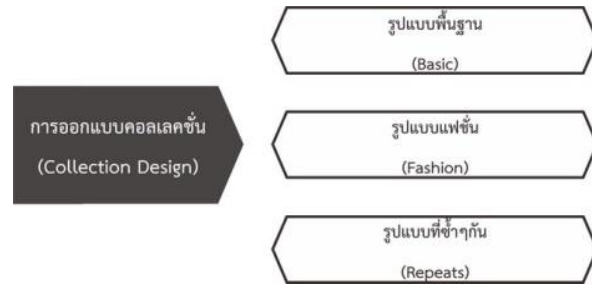 การออกแบบคอลเลคชั่น
(Collection Design)
รูปแบบพื้นฐาน
(Basic)
รูปแบบแฟชั่น
(Fashion)
รูปแบบที่ซ้ำๆกัน
(Repeats)